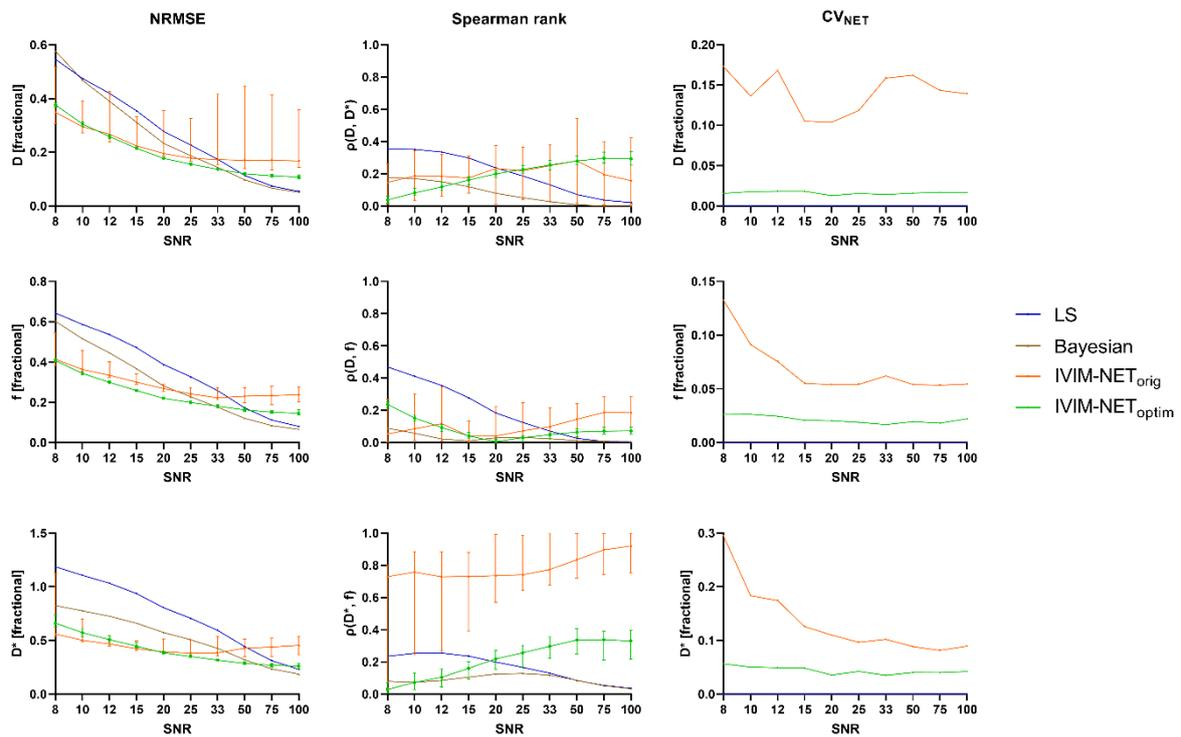 NRMSE
Spearman rank
CV_NET
D [fractional]
0.6
0.4
0.2
0.0
8 10 12 15 20 25 33 50 75 100
SNR
ρ(D, D*)
1.0
0.8
0.6
0.4
0.2
0.0
8 10 12 15 20 25 33 50 75 100
SNR
D [fractional]
0.20
0.15
0.10
0.05
0.00
8 10 12 15 20 25 33 50 75 100
SNR
f [fractional]
0.8
0.6
0.4
0.2
0.0
8 10 12 15 20 25 33 50 75 100
SNR
ρ(D, f)
1.0
0.8
0.6
0.4
0.2
0.0
8 10 12 15 20 25 33 50 75 100
SNR
f [fractional]
0.15
0.10
0.05
0.00
8 10 12 15 20 25 33 50 75 100
SNR
LS
Bayesian
IVIM-NET_orig
IVIM-NET_optim
D* [fractional]
1.5
1.0
0.5
0.0
8 10 12 15 20 25 33 50 75 100
SNR
ρ(D*, f)
1.0
0.8
0.6
0.4
0.2
0.0
8 10 12 15 20 25 33 50 75 100
SNR
D* [fractional]
0.3
0.2
0.1
0.0
8 10 12 15 20 25 33 50 75 100
SNR